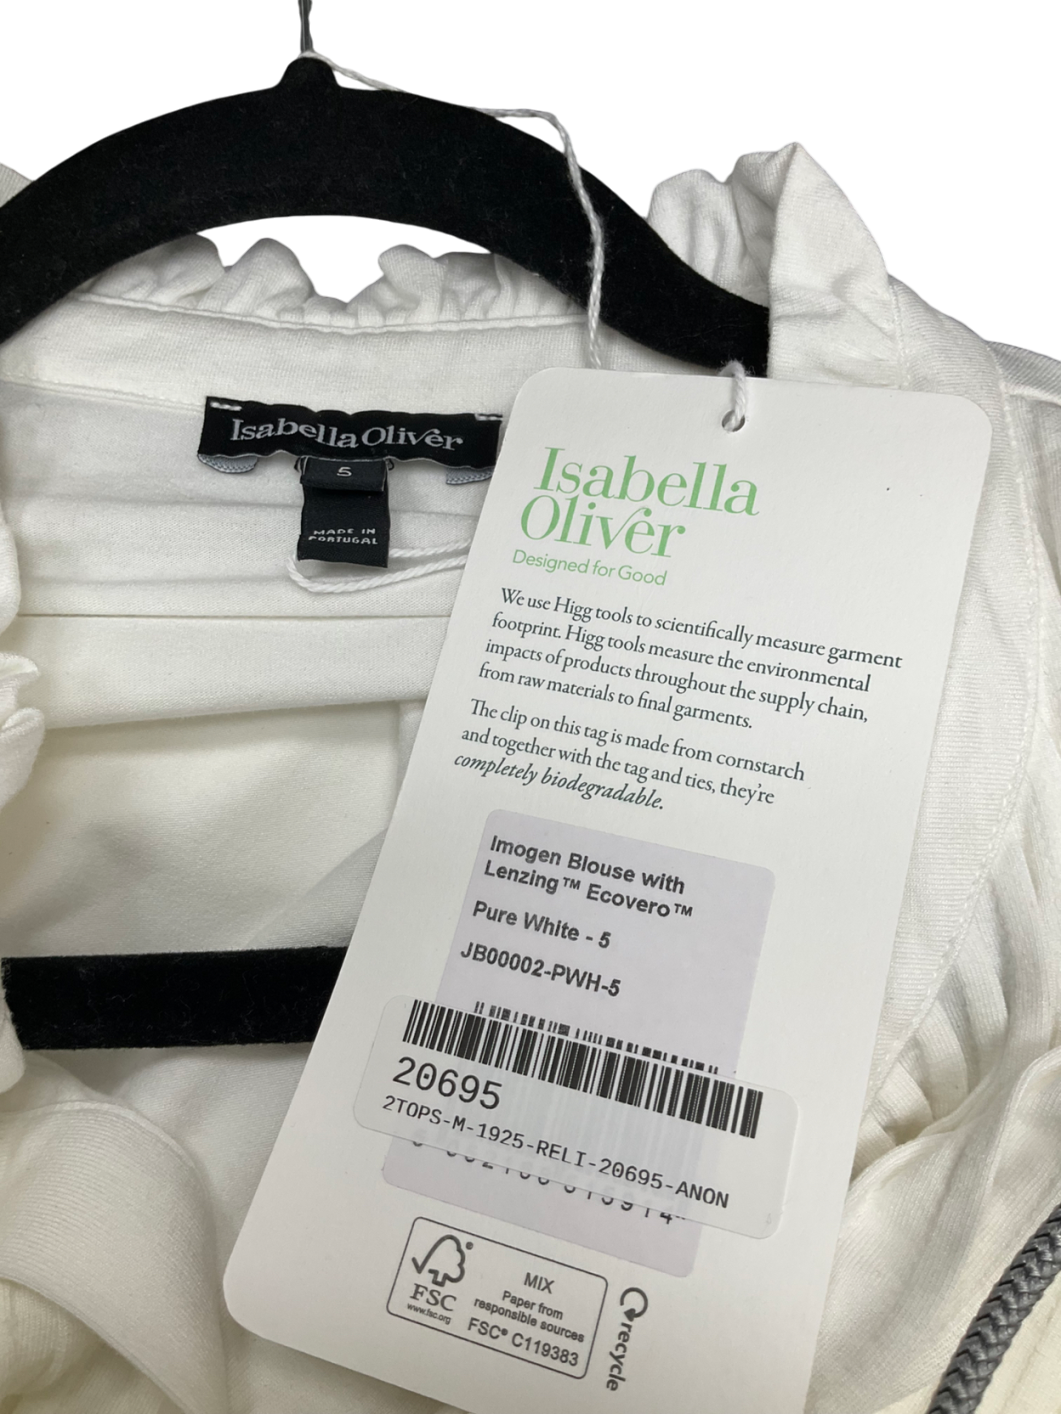 Isabella Oliver
5
MADE IN
PORTUGAL
Isabella
Oliver
Designed for Good
We use Higg tools to scientifically measure garment
footprint. Higg tools measure the environmental
impacts of products throughout the supply chain,
from raw materials to final garments.
The clip on this tag is made from cornstarch
and together with the tag and ties, they're
completely biodegradable.
Imogen Blouse with
Lenzing™ Ecovero™
Pure White - 5
JB00002-PWH-5
20695
2TOPS-M-1925-RELI-20695-ANON
FSC
www.fsc.org
MIX
Paper from
responsible sources
FSC® C119383
recycle